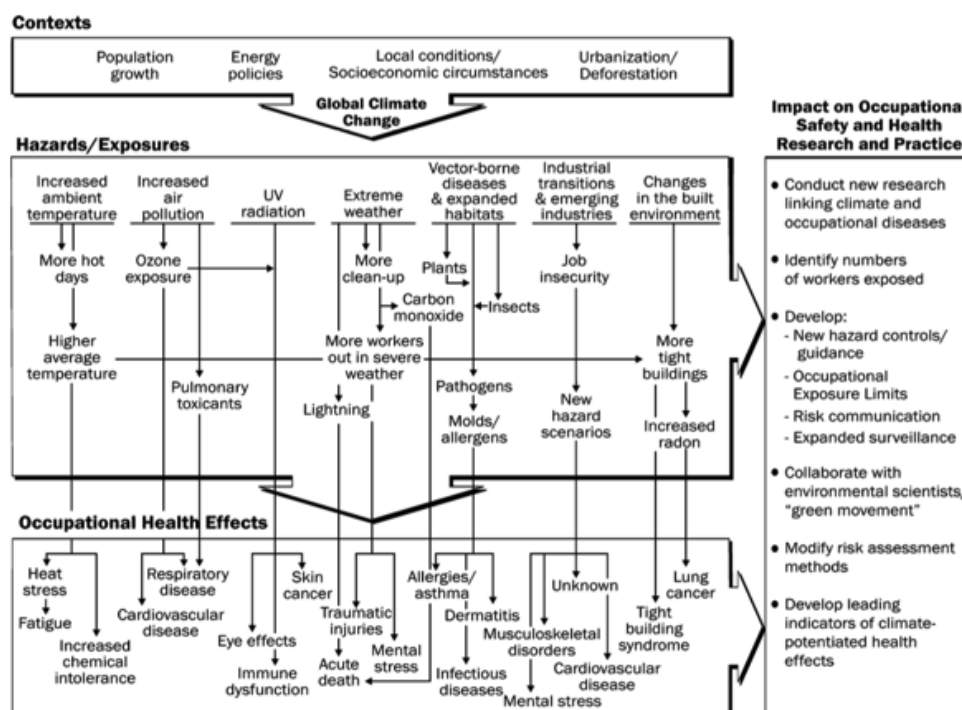 Contexts
Population
growth
Energy
policies
Local conditions/
Socioeconomic circumstances
Urbanization/
Deforestation
Global Climate
Change
Hazards/Exposures
Increased
ambient
temperature
Increased
air
pollution
UV
radiation
Extreme
weather
Vector-borne
diseases
& expanded
habitats
Industrial
transitions
& emerging
industries
Changes
in the built
environment
More hot
days
Ozone
exposure
More
clean-up
Plants
Job
insecurity
Carbon
monoxide
Insects
Higher
average
temperature
More workers
out in severe
weather
More
tight
buildings
Pulmonary
toxicants
Pathogens
Lightning
Molds/
allergens
New
hazard
scenarios
Increased
radon
Occupational Health Effects
Heat
stress
Fatigue
Increased
chemical
intolerance
Respiratory
disease
Cardiovascular
disease
Skin
cancer
Eye effects
Immune
dysfunction
Traumatic
injuries
Acute
death
Mental
stress
Allergies/
asthma
Dermatitis
Infectious
diseases
Unknown
Musculoskeletal
disorders
Cardiovascular
disease
Mental stress
Lung
cancer
Tight
building
syndrome
Impact on Occupationa
Safety and Health
Research and Practice
• Conduct new research
linking climate and
occupational diseases
• Identify numbers
of workers exposed
• Develop:
- New hazard controls/
guidance
- Occupational
Exposure Limits
- Risk communication
- Expanded surveillance
• Collaborate with
environmental scientists,
"green movement"
• Modify risk assessment
methods
• Develop leading
indicators of climate-
potentiated health
effects